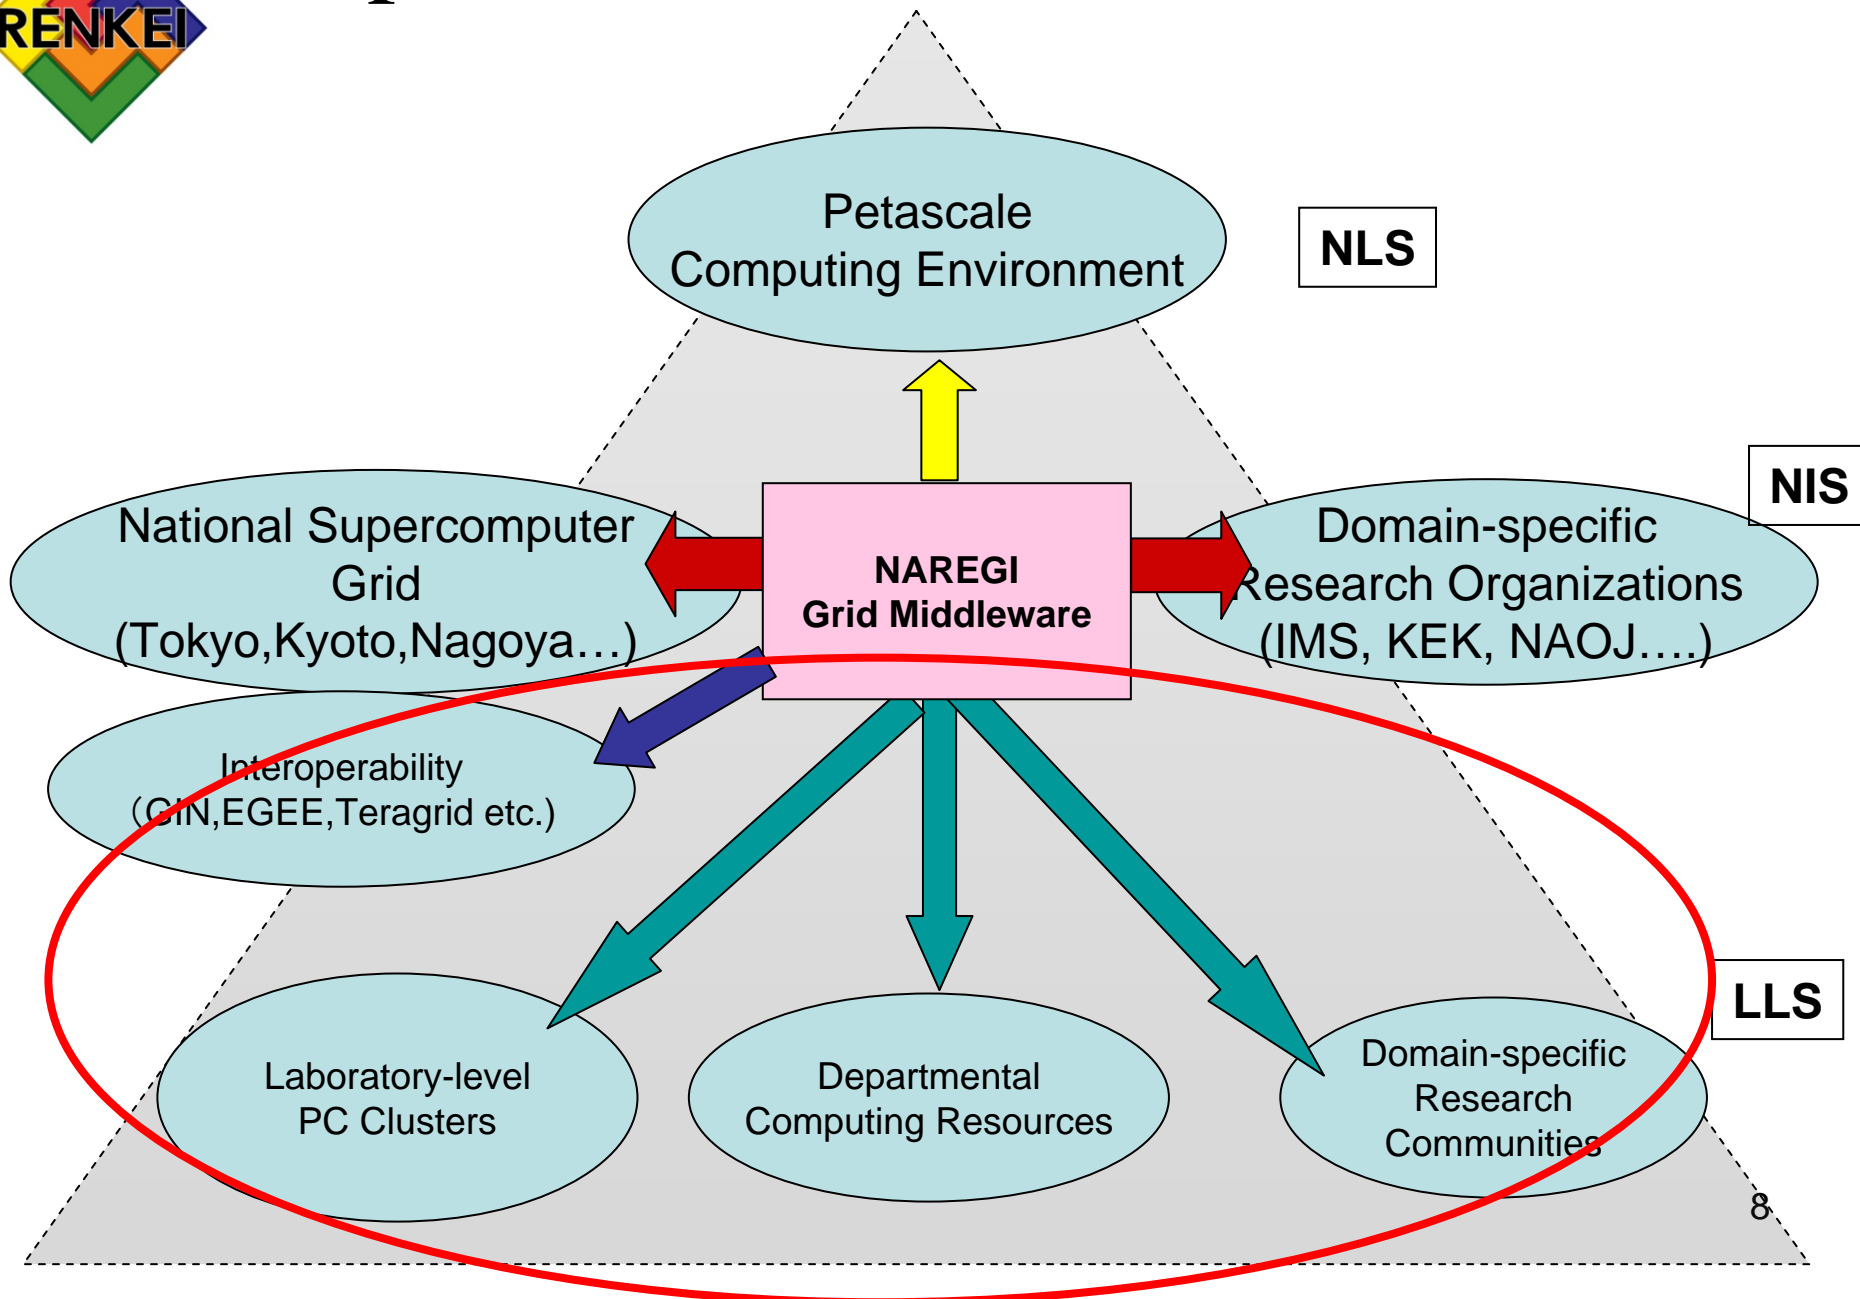 RENKEI
Petascale
Computing Environment
NLS
NIS
National Supercomputer
Grid
(Tokyo,Kyoto,Nagoya…)
NAREGI
Grid Middleware
Domain-specific
Research Organizations
(IMS, KEK, NAOJ….)
Interoperability
（GIN,EGEE,Teragrid etc.)
LLS
Laboratory-level
PC Clusters
Departmental
Computing Resources
Domain-specific
Research
Communities
8